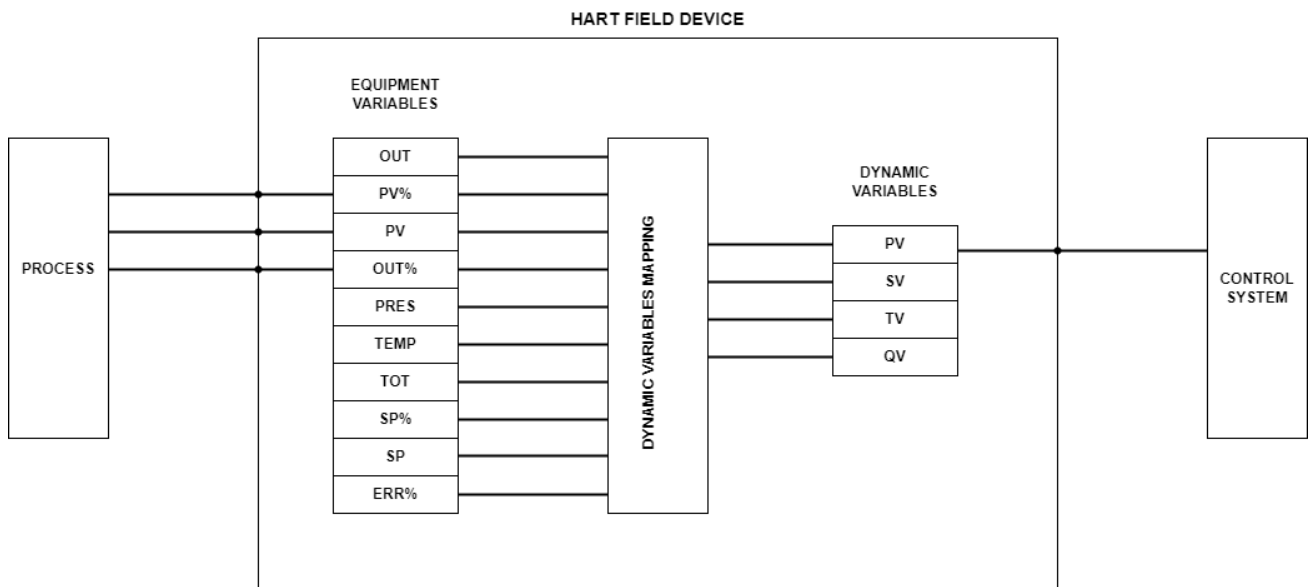 HART FIELD DEVICE
EQUIPMENT
VARIABLES
OUT
PV%
PV
OUT%
PRES
TEMP
TOT
SP%
SP
ERR%
PROCESS
DYNAMIC VARIABLES MAPPING
DYNAMIC
VARIABLES
PV
SV
TV
QV
CONTROL
SYSTEM